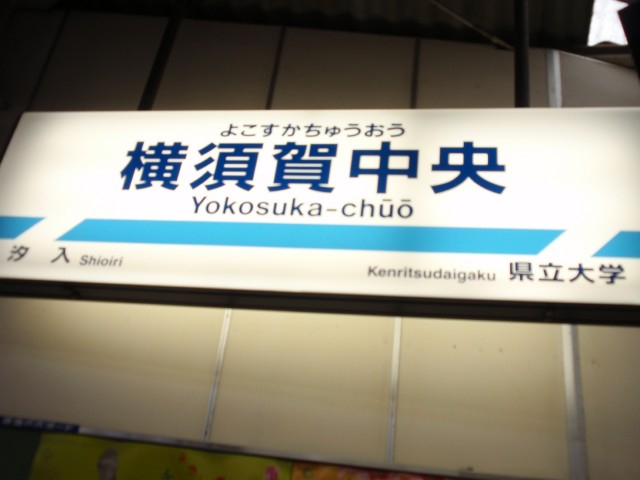 よこすかちゅうおう
横須賀中央
Yokosuka-chūō
汐入 Shioiri
Kenritsudaigaku 県立大学